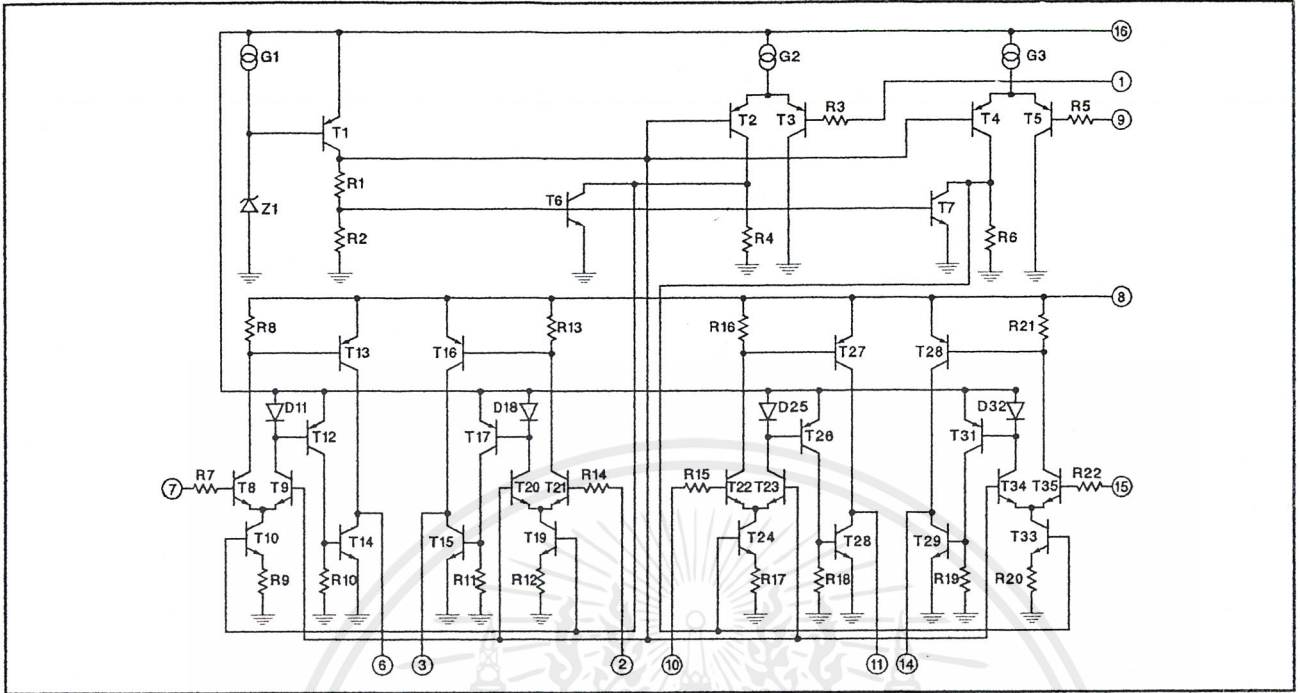 16
G1 G2 G3
1
T1 T2 T3 R3 T4 T5 R5 9
R1
Z1 T6 T7
R2 R4 R6
8
R8 R13 R16 R21
T13 T16 T27 T28
D11 D18 D25 D32
T12 T17 T26 T31
7 R7 T8 T9 T20 T21 R14 R15 T22 T23 T34 T35 R22 15
T10 T14 T15 T19 T24 T28 T29 T33
R9 R10 R11 R12 R17 R18 R19 R20
6 3 2 10 11 14